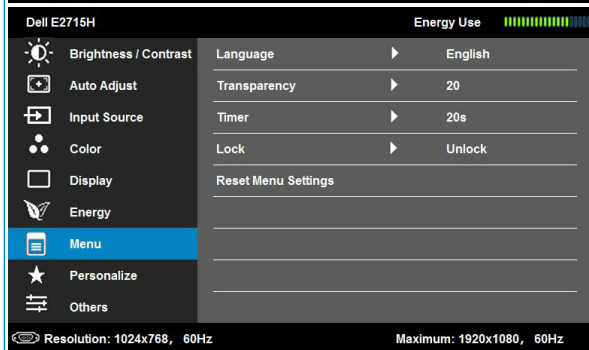 Dell E2715H Energy Use
Brightness / Contrast Language English
Auto Adjust Transparency 20
Input Source Timer 20s
Color Lock Unlock
Display Reset Menu Settings
Energy
Menu
Personalize
Others
Resolution: 1024x768, 60Hz Maximum: 1920x1080, 60Hz